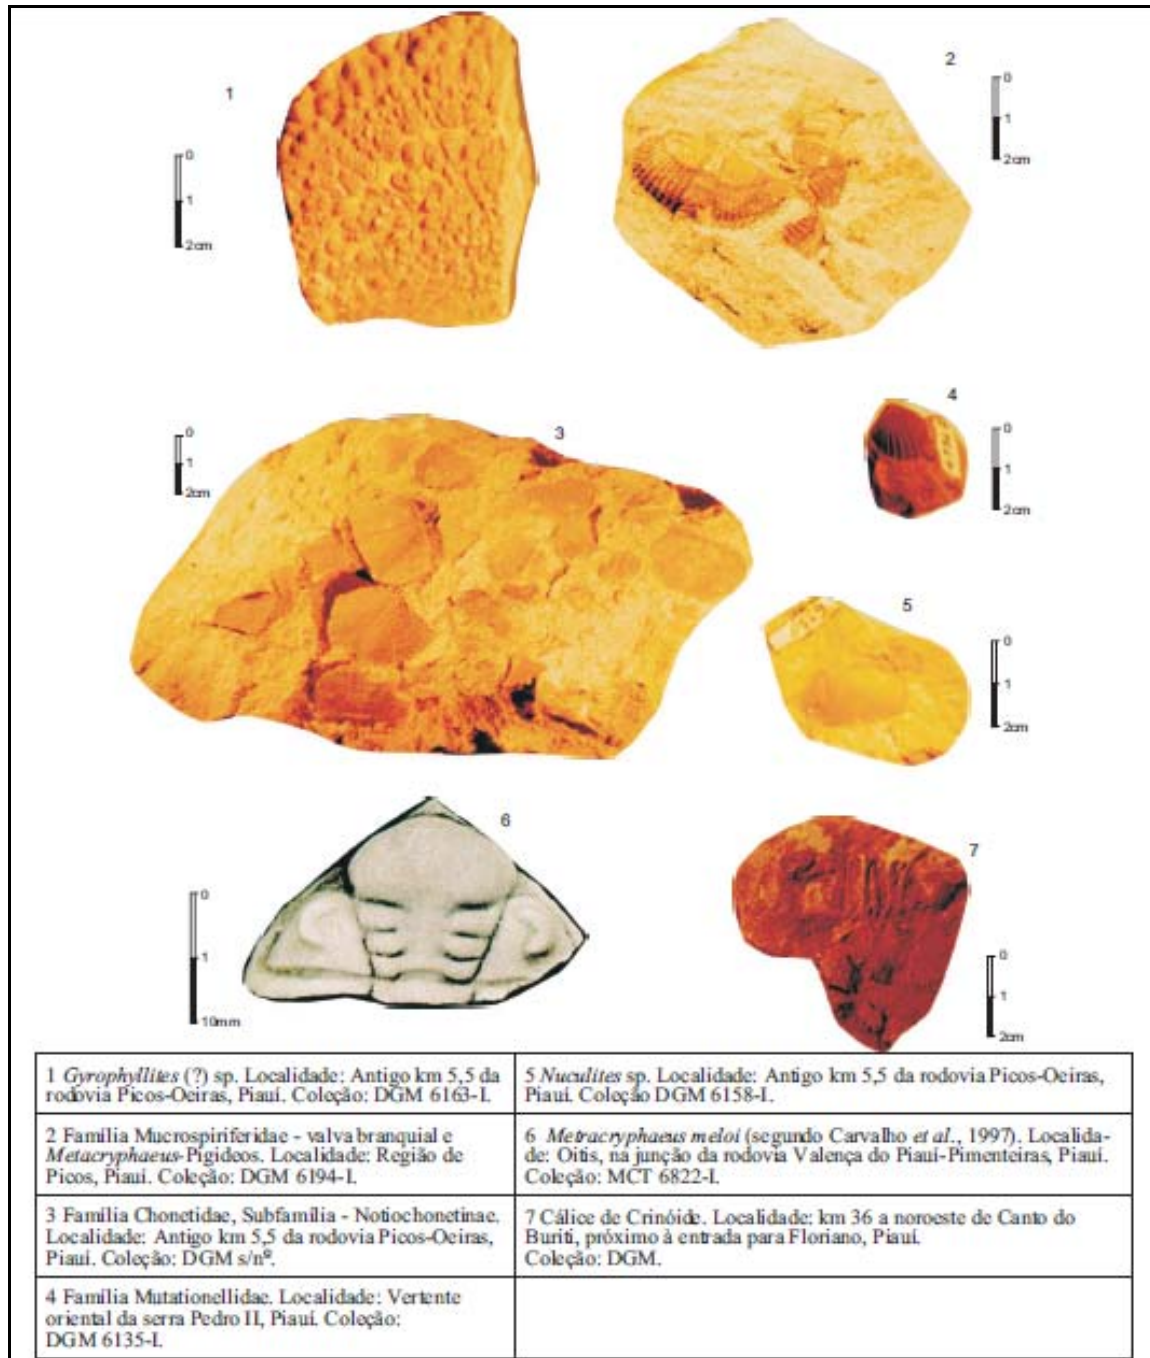 1
0
1
2cm
2
0
1
2cm
3
0
1
2cm
4
0
1
2cm
5
0
1
2cm
6
0
1
10mm
7
0
1
2cm
1 Gyrophyllites (?) sp. Localidade: Antigo km 5,5 da
rodovia Picos-Oeiras, Piauí. Coleção: DGM 6163-I.
5 Nuculites sp. Localidade: Antigo km 5,5 da rodovia Picos-Oeiras,
Piauí. Coleção DGM 6158-I.
2 Família Mucrospiriferidae - valva branquial e
Metacryphaeus-Pigideos. Localidade: Região de
Picos, Piauí. Coleção: DGM 6194-I.
6 Metracryphaeus meloi (segundo Carvalho et al., 1997). Localida-
de: Oitis, na junção da rodovia Valença do Piauí-Pimenteiras, Piauí.
Coleção: MCT 6822-I.
3 Família Chonetidae, Subfamília - Notiochonetinae.
Localidade: Antigo km 5,5 da rodovia Picos-Oeiras,
Piauí. Coleção: DGM s/nº.
7 Cálice de Crinóide. Localidade: km 36 a noroeste de Canto do
Buriti, próximo à entrada para Floriano, Piauí.
Coleção: DGM.
4 Família Mutationellidae. Localidade: Vertente
oriental da serra Pedro II, Piauí. Coleção:
DGM 6135-I.